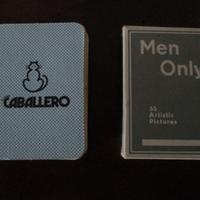 CABALLERO
Men
Only
55
Artistic
Pictures